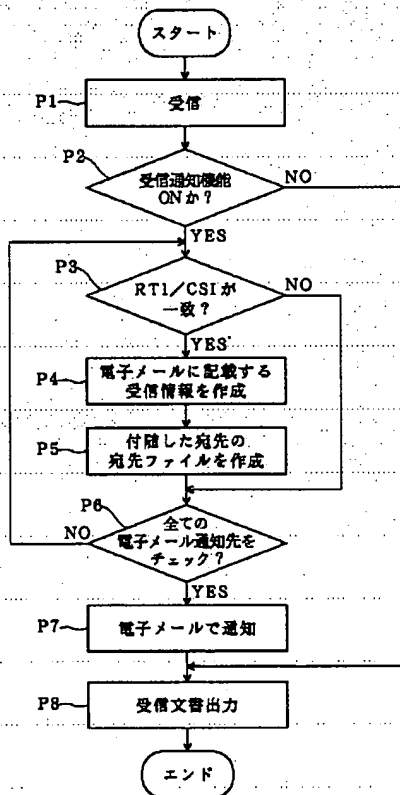 スタート
P1
受信
P2
受信通知機能
ONか?
NO
YES
P3
RTI/CSIが
一致?
NO
YES
P4
電子メールに記載する
受信情報を作成
P5
付随した宛先の
宛先ファイルを作成
P6
全ての
電子メール通知先を
チェック?
NO
YES
P7
電子メールで通知
P8
受信文書出力
エンド